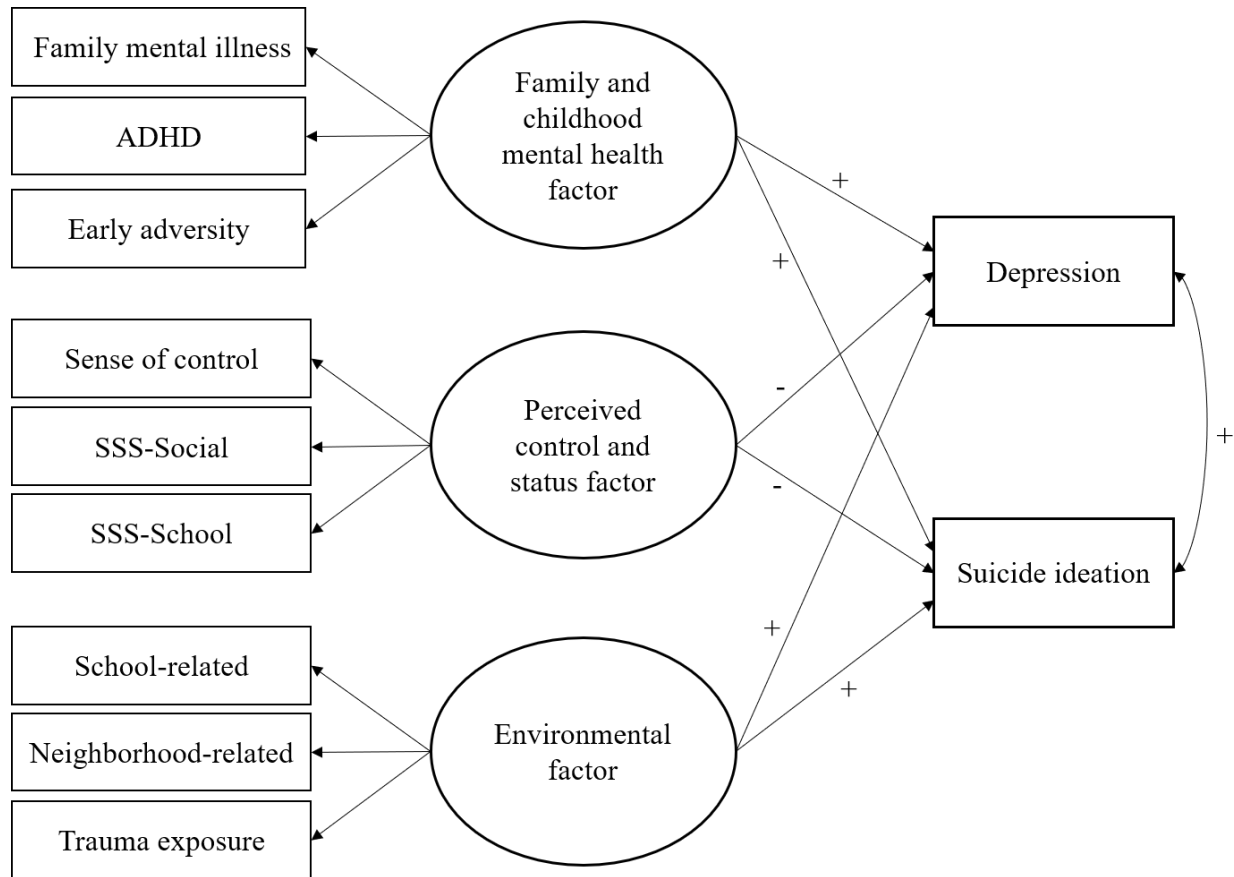 Family mental illness
ADHD
Early adversity
Family and
childhood
mental health
factor
+
+
Sense of control
SSS-Social
SSS-School
Perceived
control and
status factor
-
-
School-related
Neighborhood-related
Trauma exposure
Environmental
factor
+
+
Depression
Suicide ideation
+